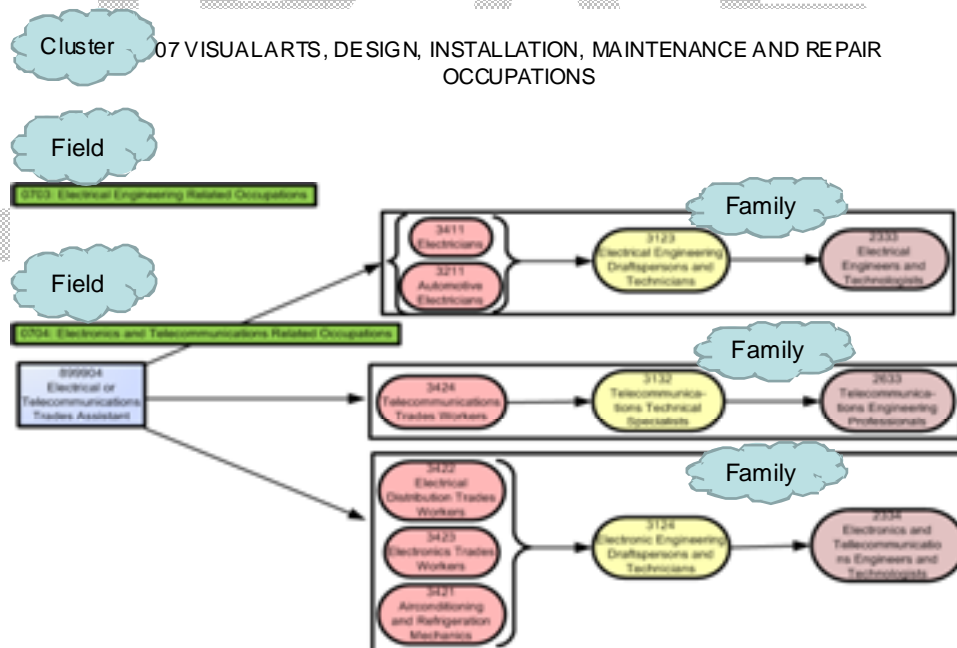 Cluster
07 VISUALARTS, DESIGN, INSTALLATION, MAINTENANCE AND REPAIR
OCCUPATIONS
Field
0703: Electrical Engineering Related Occupations
Family
3411
Electricians
3211
Automotive
Electricians
3123
Electrical Engineering
Draftspersons and
Technicians
2333
Electrical
Engineers and
Technologists
Field
0704: Electronics and Telecommunications Related Occupations
Family
899904
Electrical or
Telecommunications
Trades Assistant
3424
Telecommunications
Trades Workers
3132
Telecommunica-
tions Technical
Specialists
2633
Telecommunica-
tions Engineering
Professionals
Family
3422
Electrical
Distribution Trades
Workers
3423
Electronics Trades
Workers
3421
Airconditioning
and Refrigeration
Mechanics
3124
Electronic Engineering
Draftspersons and
Technicians
2334
Electronics and
Tellecommunicatio
ns Engineers and
Technologists